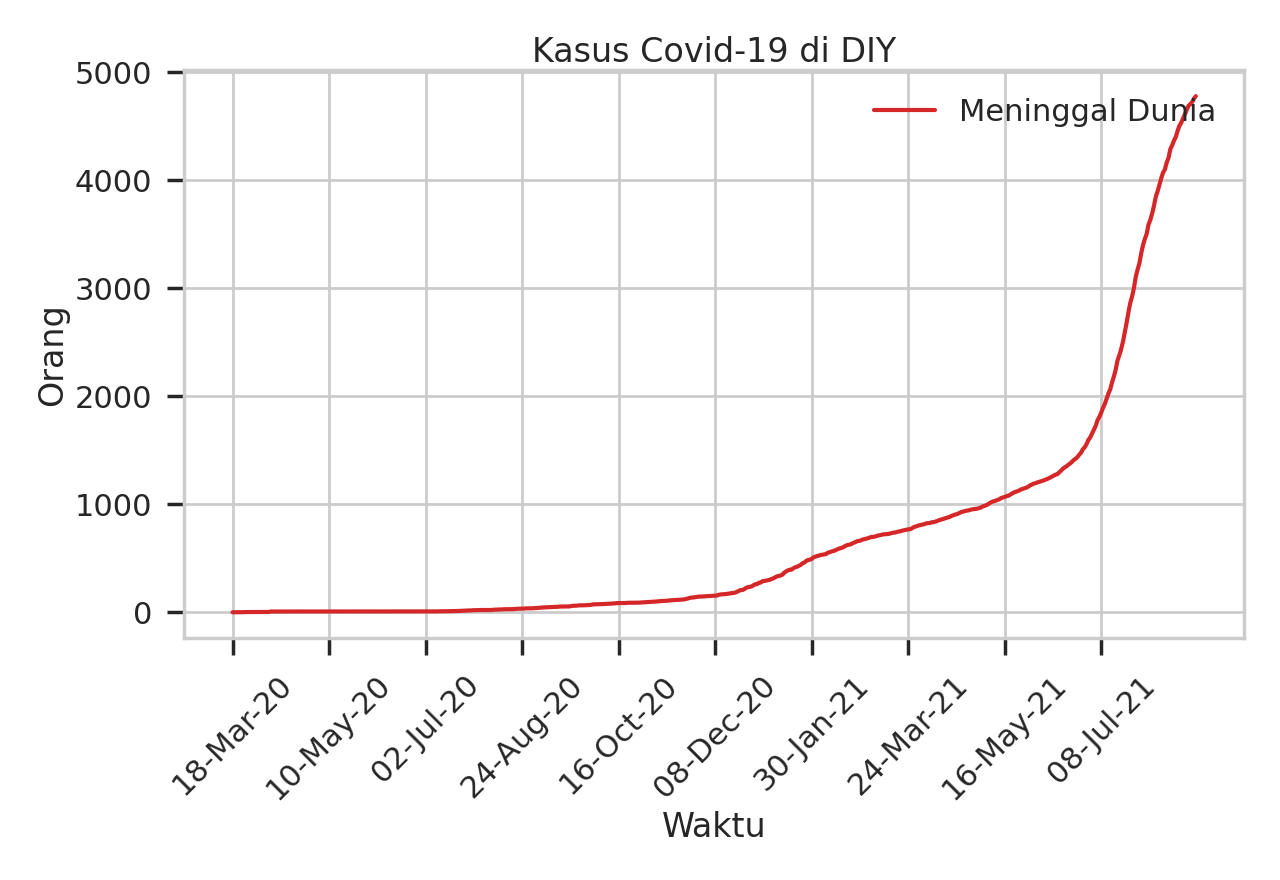 Kasus Covid-19 di DIY
Meninggal Dunia
Orang
5000
4000
3000
2000
1000
0
18-Mar-20
10-May-20
02-Jul-20
24-Aug-20
16-Oct-20
08-Dec-20
30-Jan-21
24-Mar-21
16-May-21
08-Jul-21
Waktu